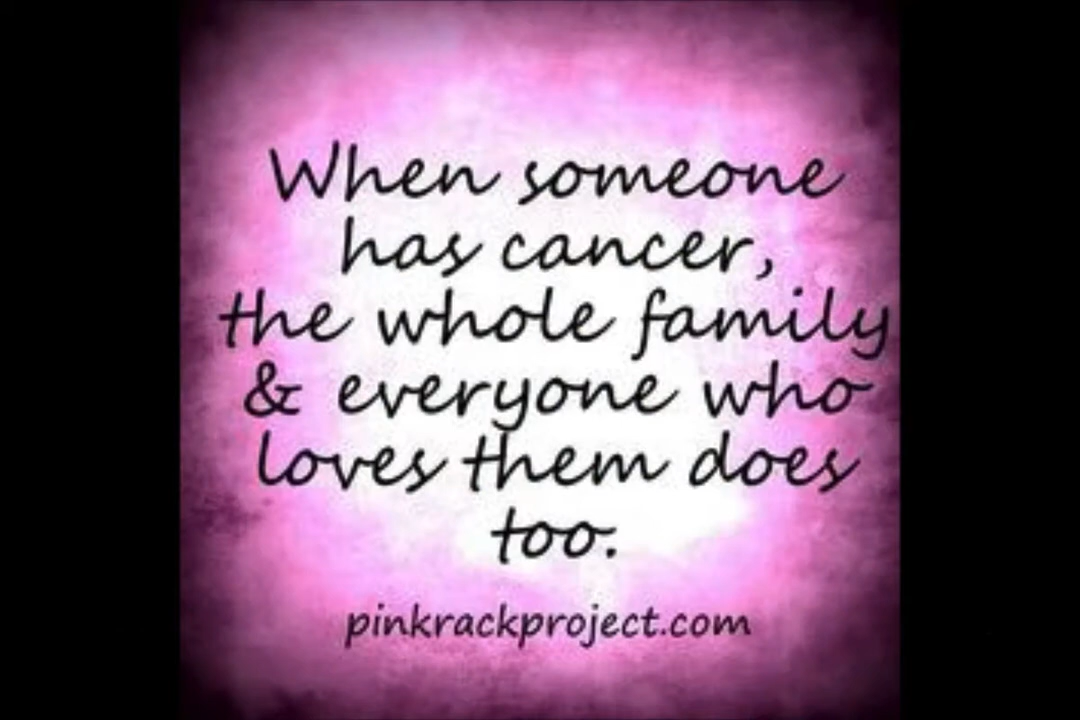 When someone
has cancer,
the whole family
& everyone who
loves them does
too.
pinkrackproject.com